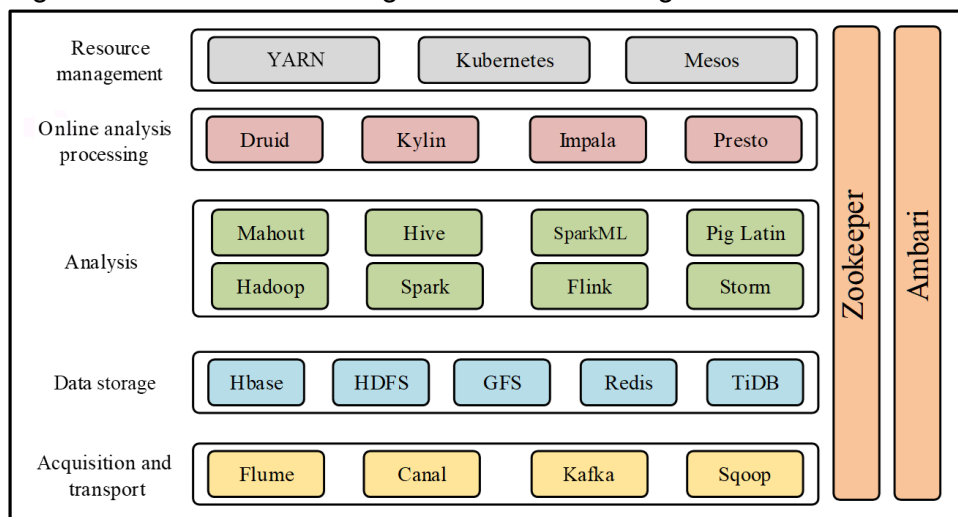 Resource
management
YARN
Kubernetes
Mesos
Online analysis
processing
Druid
Kylin
Impala
Presto
Analysis
Mahout
Hive
SparkML
Pig Latin
Hadoop
Spark
Flink
Storm
Data storage
Hbase
HDFS
GFS
Redis
TiDB
Acquisition and
transport
Flume
Canal
Kafka
Sqoop
Zookeeper
Ambari